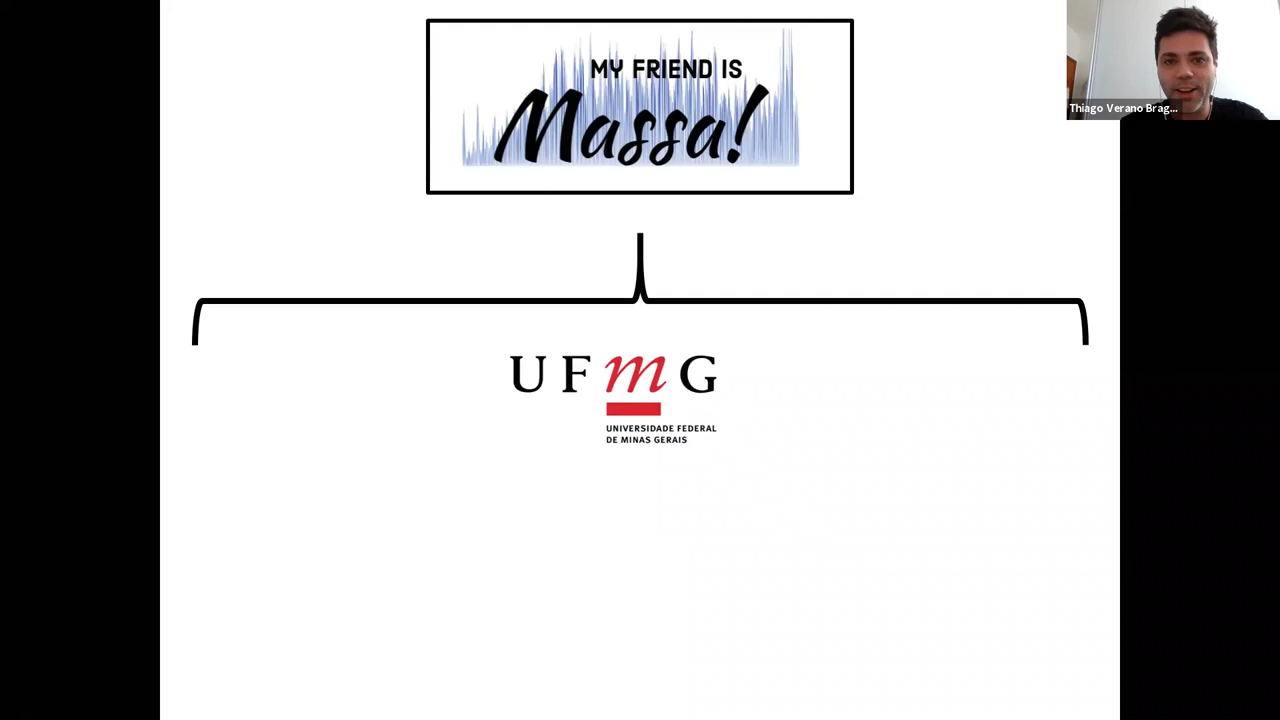 MY FRIEND IS
Massa!
Thiago Verano Brag...
UFmG
UNIVERSIDADE FEDERAL
DE MINAS GERAIS